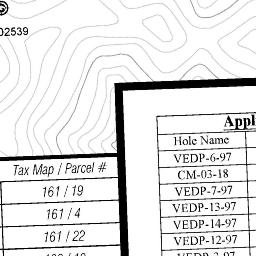 02539
Tax Map / Parcel #
161 / 19
161 / 4
161 / 22
Appl
Hole Name
VEDP-6-97
CM-03-18
VEDP-7-97
VEDP-13-97
VEDP-14-97
VEDP-12-97